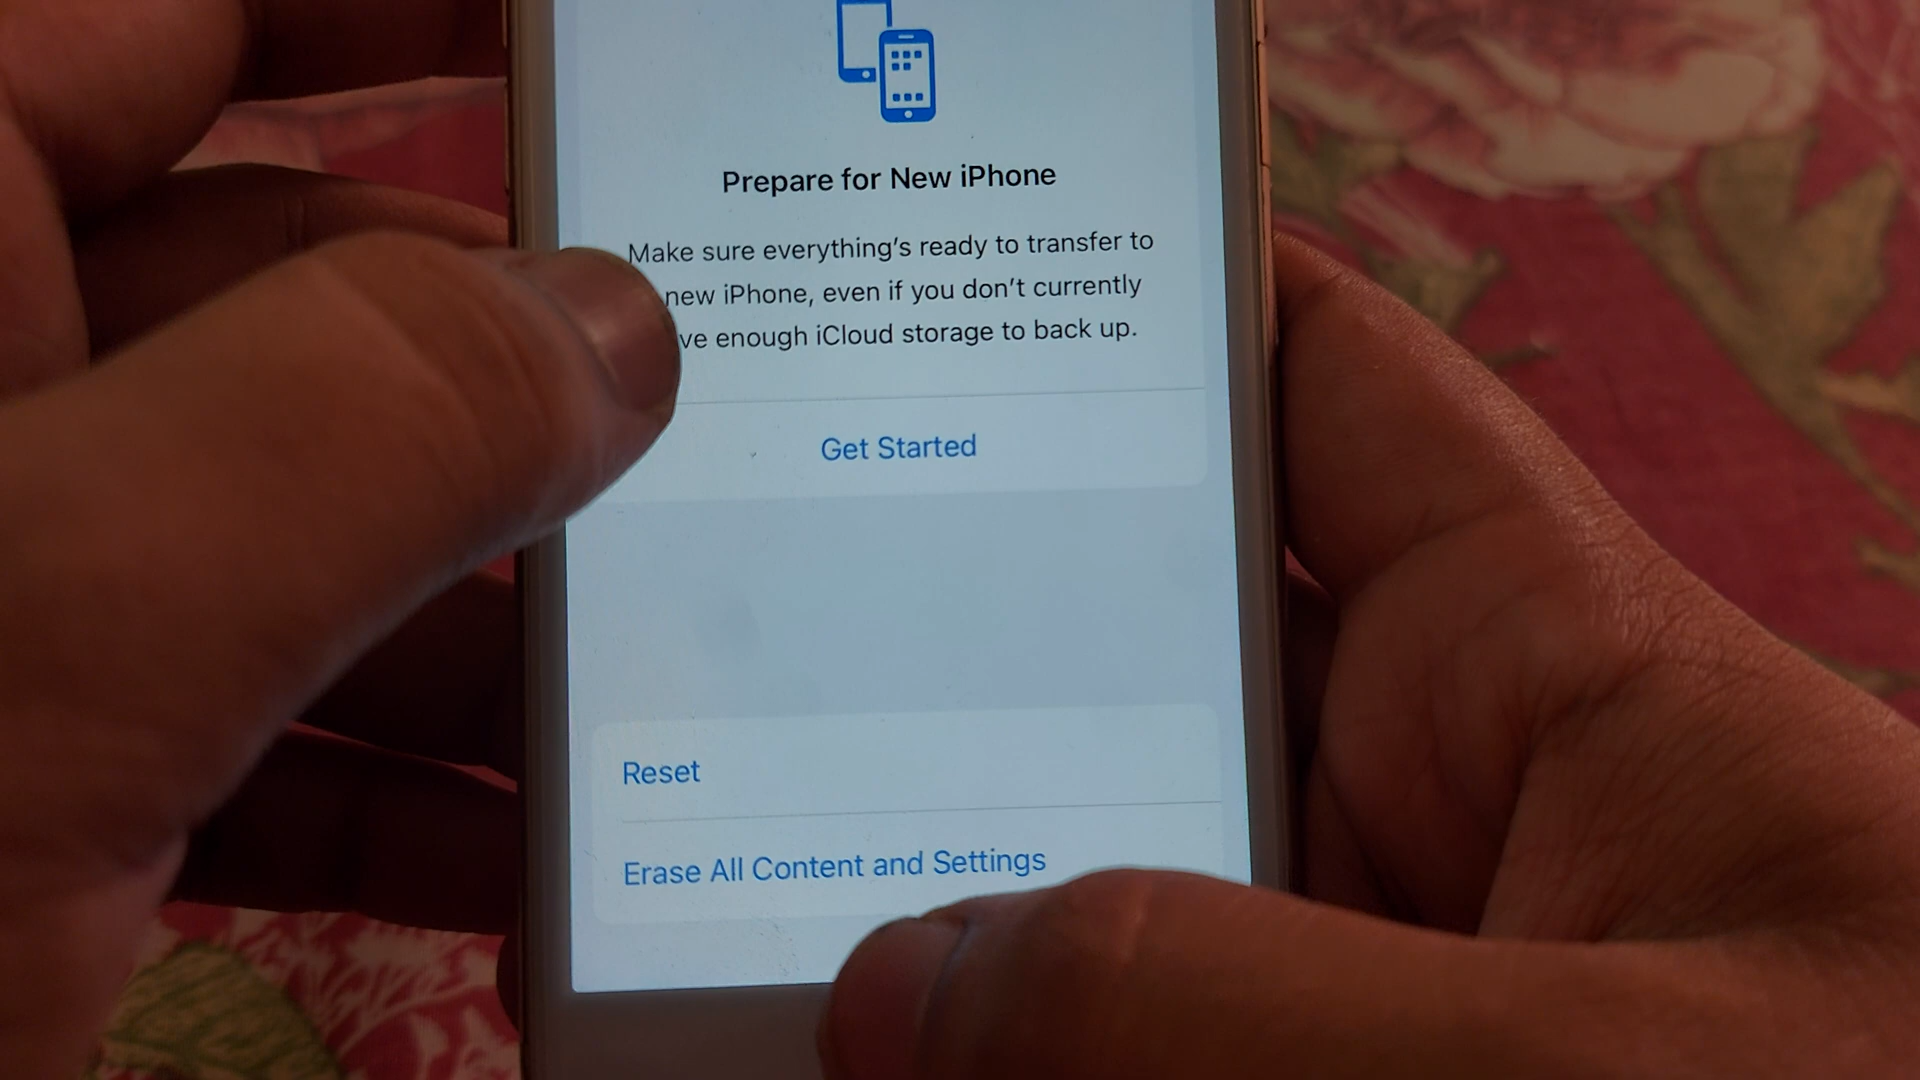 Prepare for New iPhone
Make sure everything's ready to transfer to
new iPhone, even if you don't currently
ve enough iCloud storage to back up.
Get Started
Reset
Erase All Content and Settings